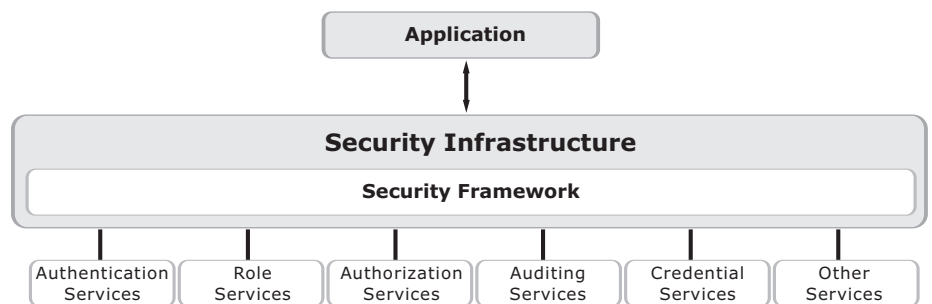 Application
Security Infrastructure
Security Framework
Authentication
Services
Role
Services
Authorization
Services
Auditing
Services
Credential
Services
Other
Services